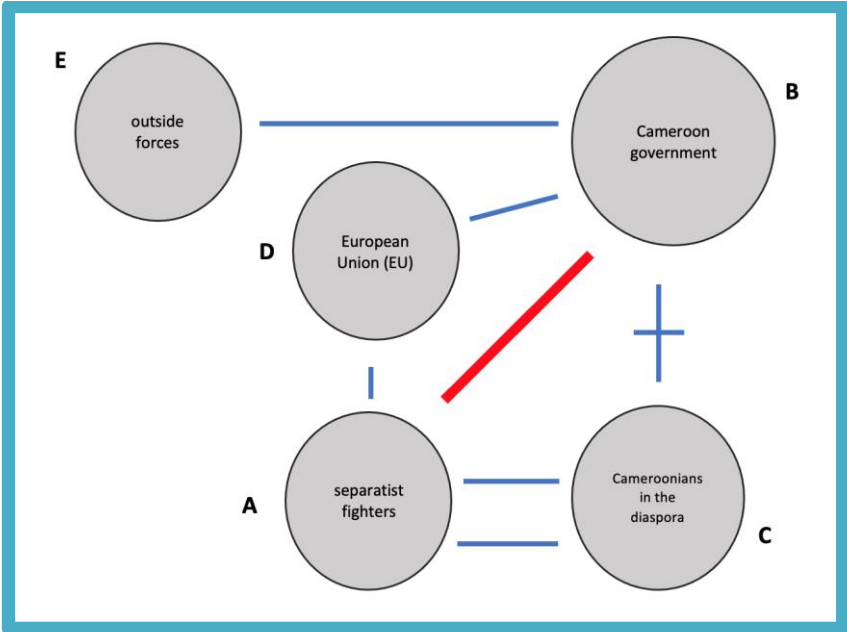 E
outside
forces
Cameroon
government
B
European
Union (EU)
D
separatist
fighters
A
Cameroonians
in the
diaspora
C